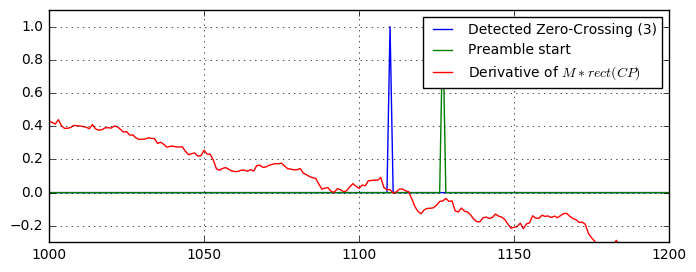 1.0
0.8
0.6
0.4
0.2
0.0
−0.2
1000 1050 1100 1150 1200
Detected Zero-Crossing (3)
Preamble start
Derivative of M∗rect(CP)